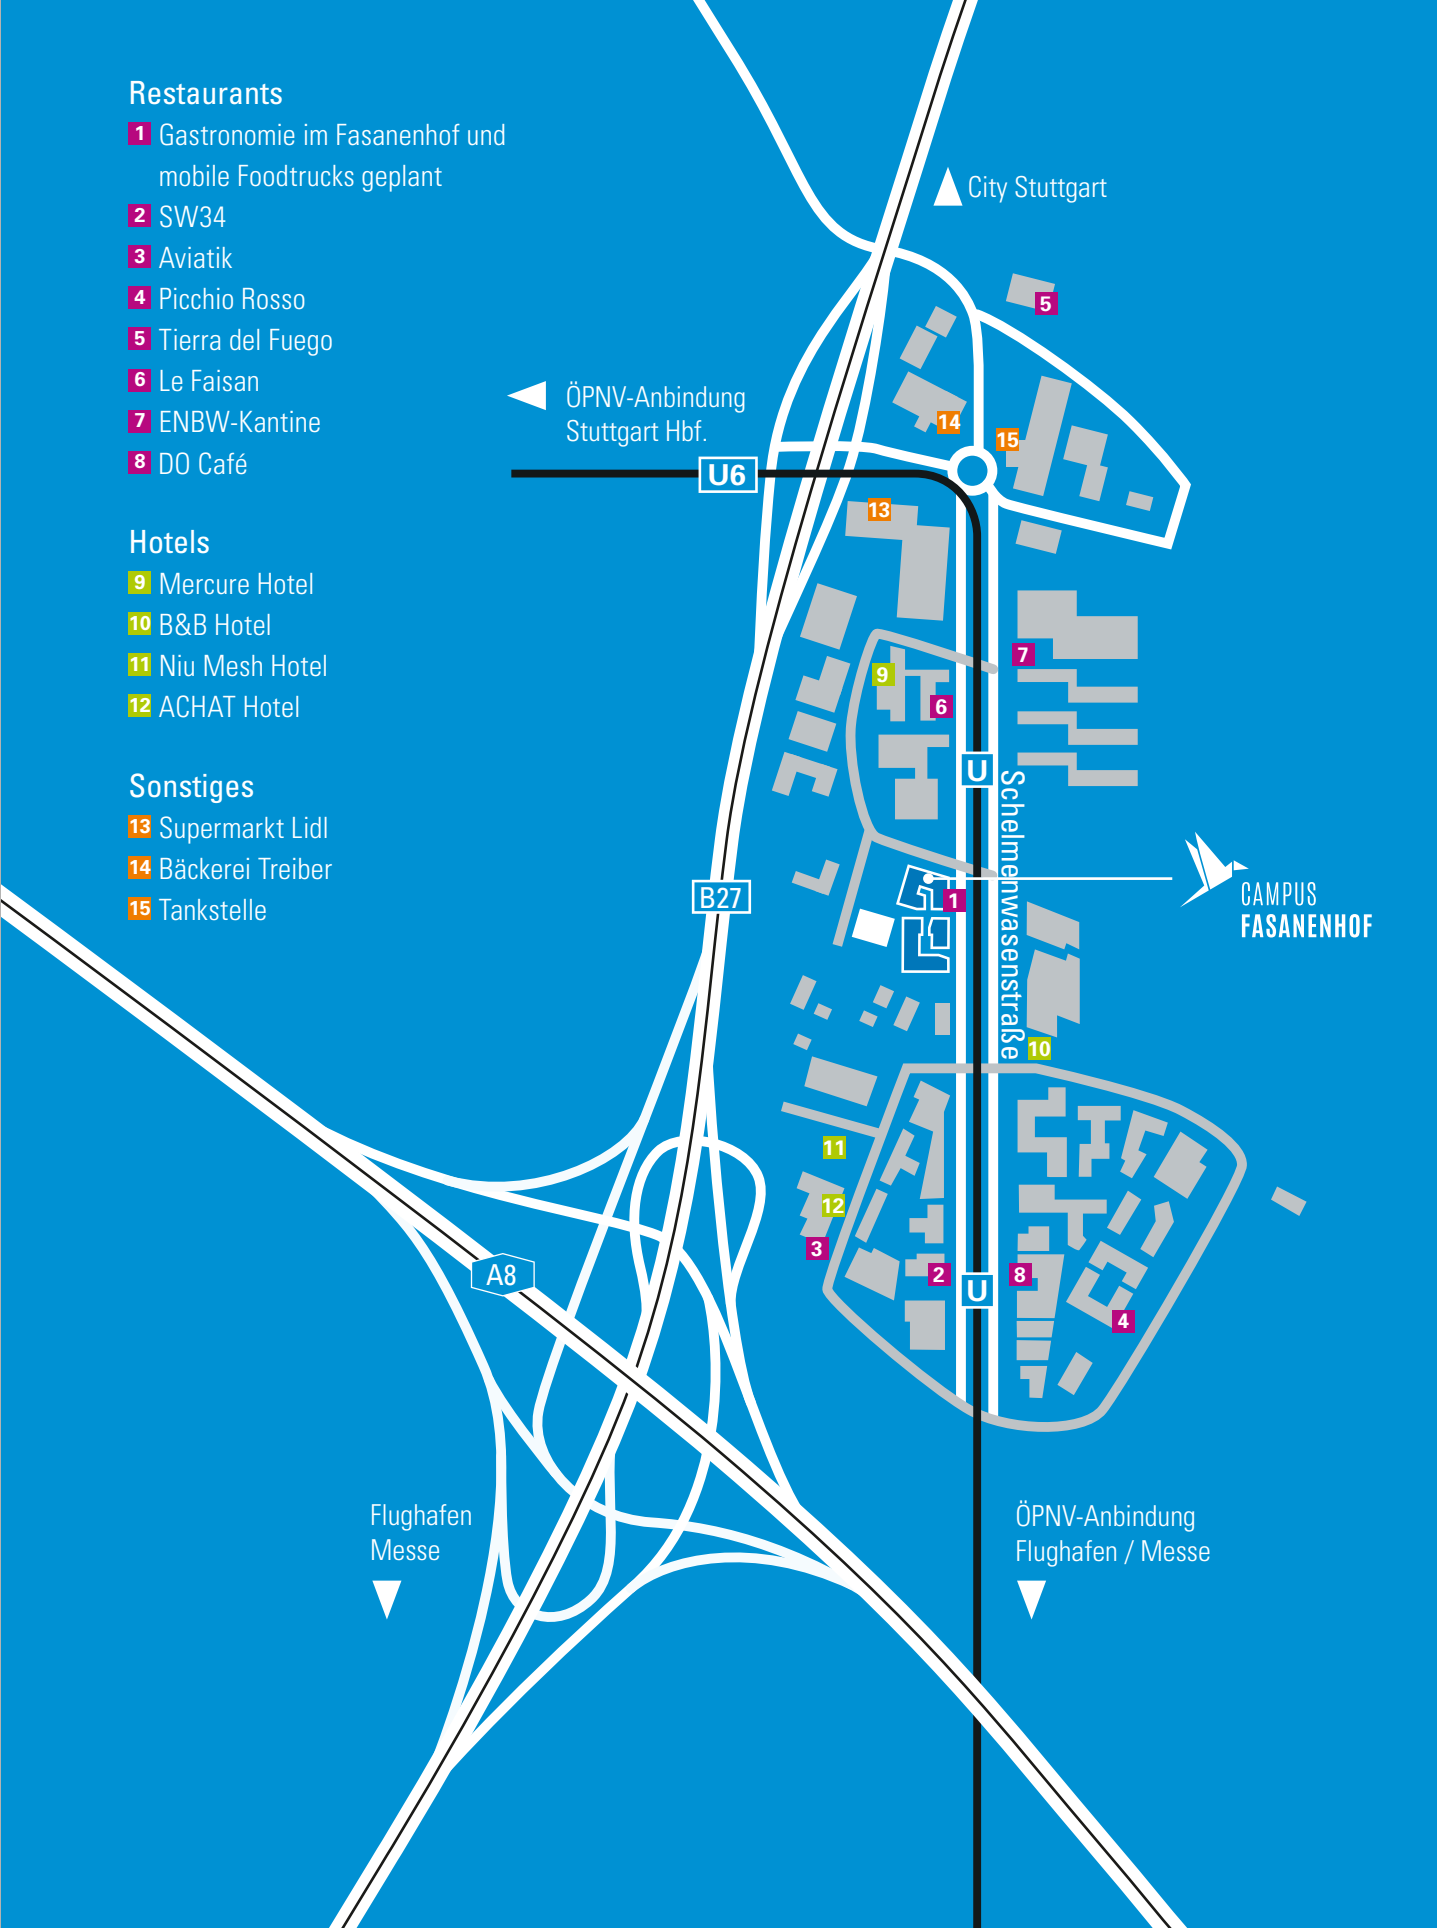 Restaurants
1 Gastronomie im Fasanenhof und
mobile Foodtrucks geplant
2 SW34
3 Aviatik
4 Picchio Rosso
5 Tierra del Fuego
6 Le Faisan
7 ENBW-Kantine
8 DO Café
Hotels
9 Mercure Hotel
10 B&B Hotel
11 Niu Mesh Hotel
12 ACHAT Hotel
Sonstiges
13 Supermarkt Lidl
14 Bäckerei Treiber
15 Tankstelle
City Stuttgart
5
ÖPNV-Anbindung
Stuttgart Hbf.
14
15
U6
13
7
9
6
U
Schelmenwasenstraße
B27
1
CAMPUS
FASANENHOF
10
11
12
3
A8
2
U
8
4
Flughafen
Messe
ÖPNV-Anbindung
Flughafen / Messe